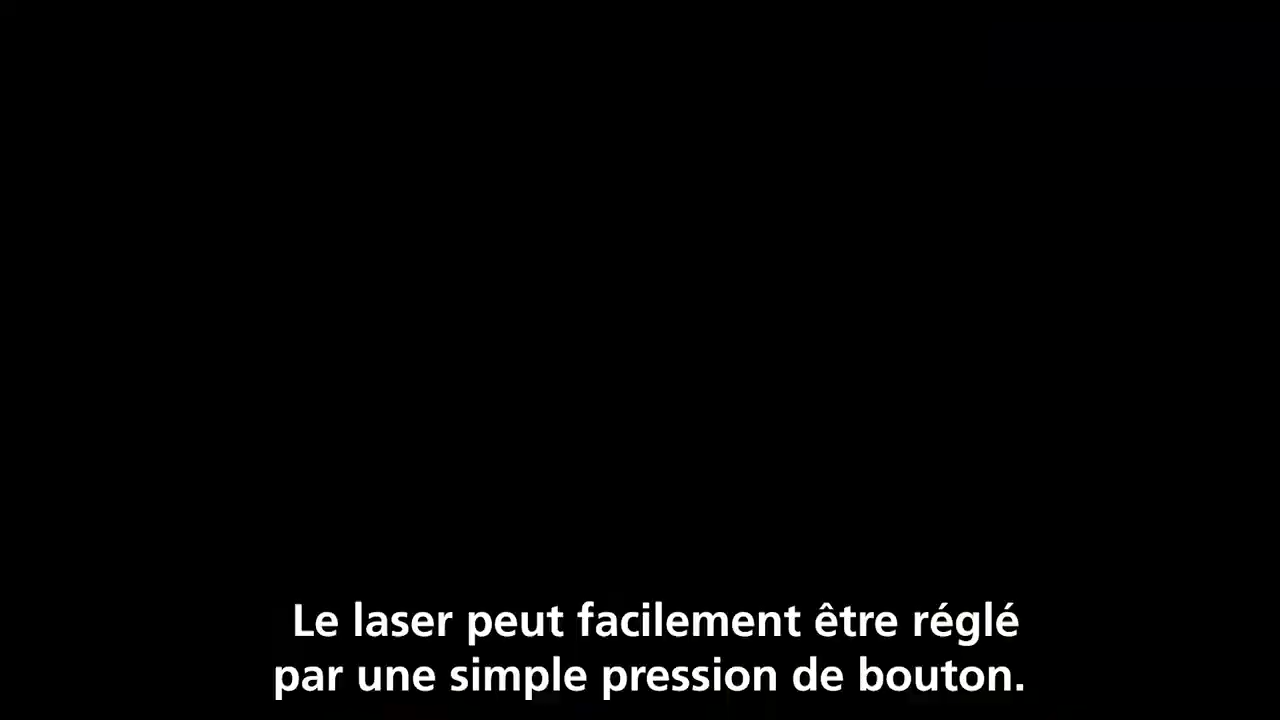 Le laser peut facilement être réglé
par une simple pression de bouton.